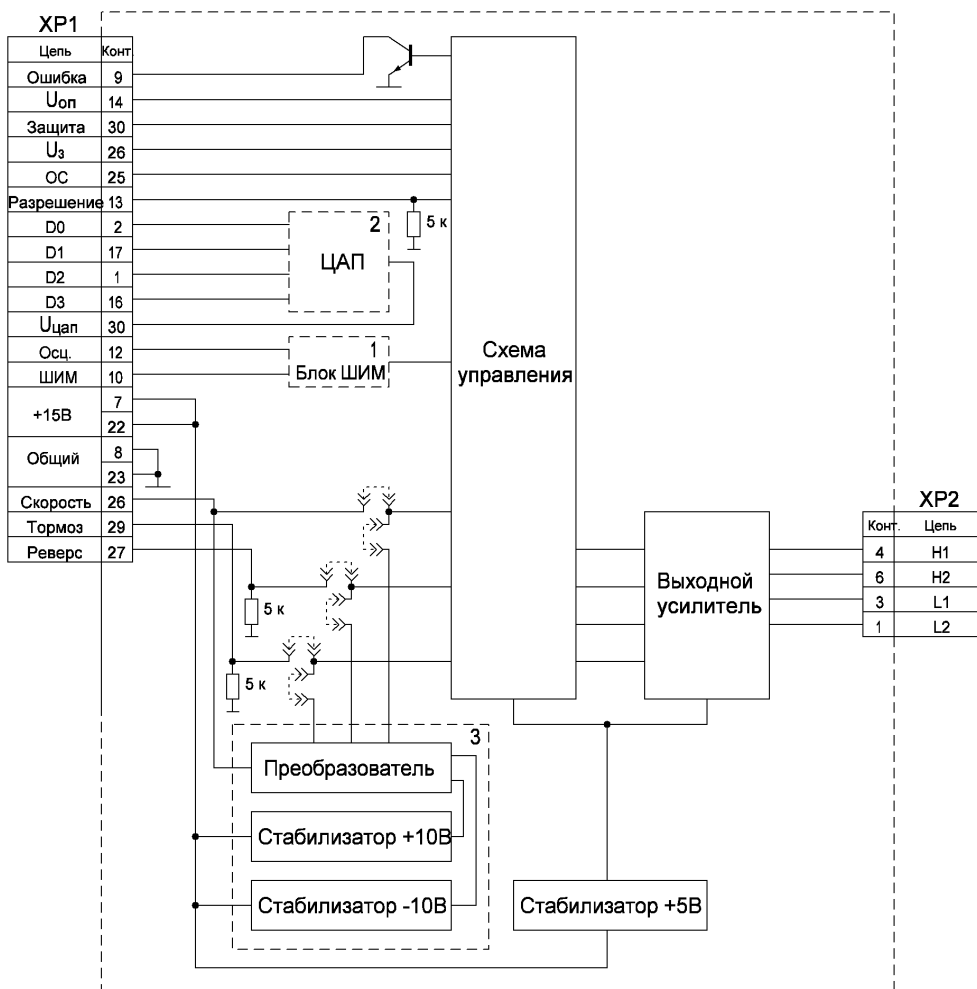 XP1
Цепь Конт.
Ошибка 9
Uоп 14
Защита 30
Uз 26
ОС 25
Разрешение 13
D0 2
D1 17
D2 1
D3 16
Uцап 30
Осц. 12
ШИМ 10
+15В 7
22
Общий 8
23
Скорость 26
Тормоз 29
Реверс 27
5 к
2
ЦАП
1
Блок ШИМ
Схема
управления
5 к
5 к
3
Преобразователь
Стабилизатор +10В
Стабилизатор -10В
Стабилизатор +5В
Выходной
усилитель
XP2
Конт. Цепь
4 H1
6 H2
3 L1
1 L2